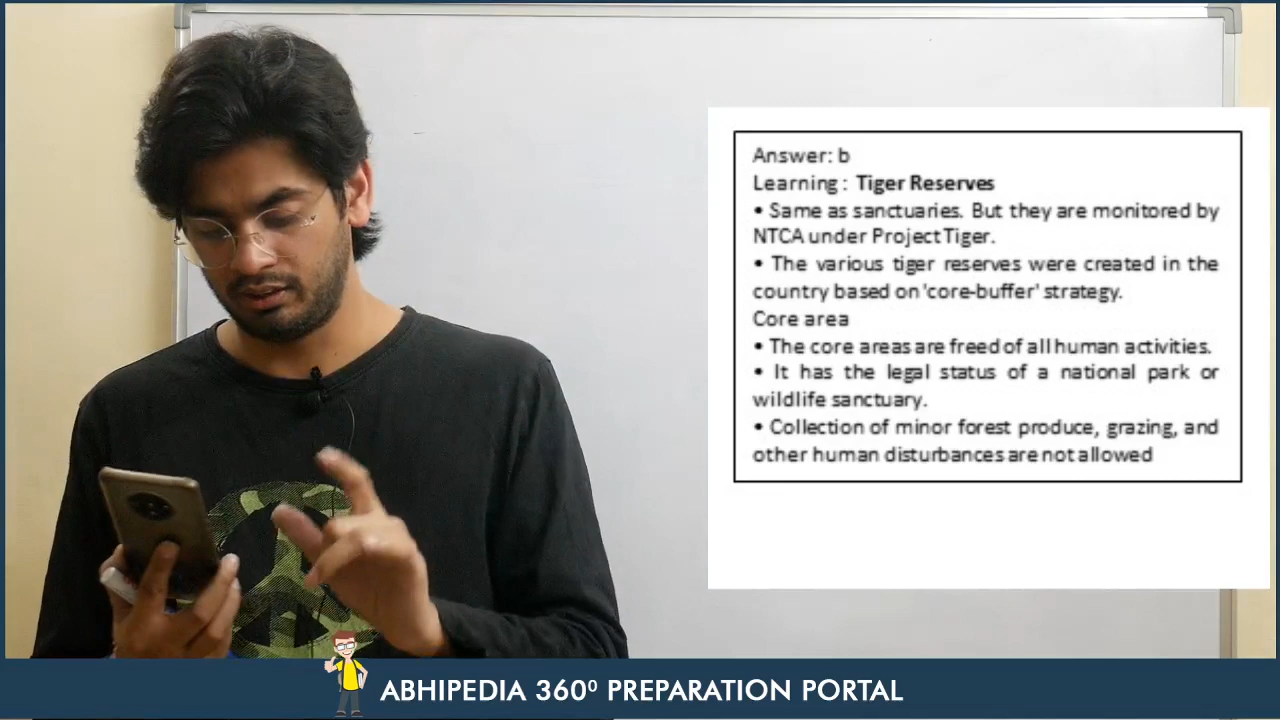 Answer: b
Learning : Tiger Reserves
• Same as sanctuaries. But they are monitored by
NTCA under Project Tiger.
• The various tiger reserves were created in the
country based on 'core-buffer' strategy.
Core area
• The core areas are freed of all human activities.
• It has the legal status of a national park or
wildlife sanctuary.
• Collection of minor forest produce, grazing, and
other human disturbances are not allowed
ABHIPEDIA 360⁰ PREPARATION PORTAL